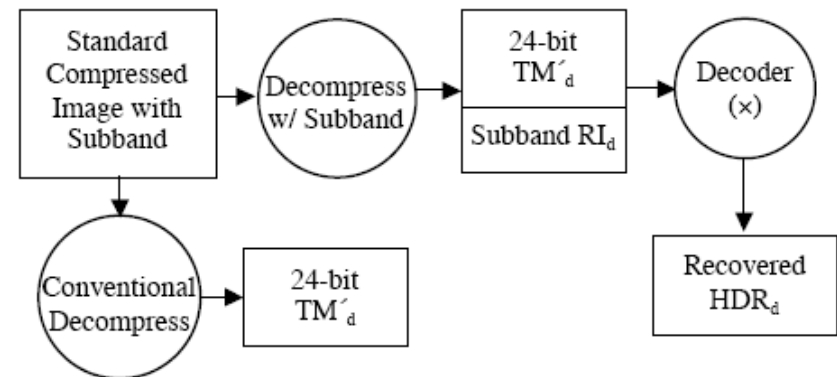 Standard
Compressed
Image with
Subband
Decompress
w/ Subband
24-bit
TM´d
Subband RId
Decoder
(×)
Recovered
HDRd
Conventional
Decompress
24-bit
TM´d